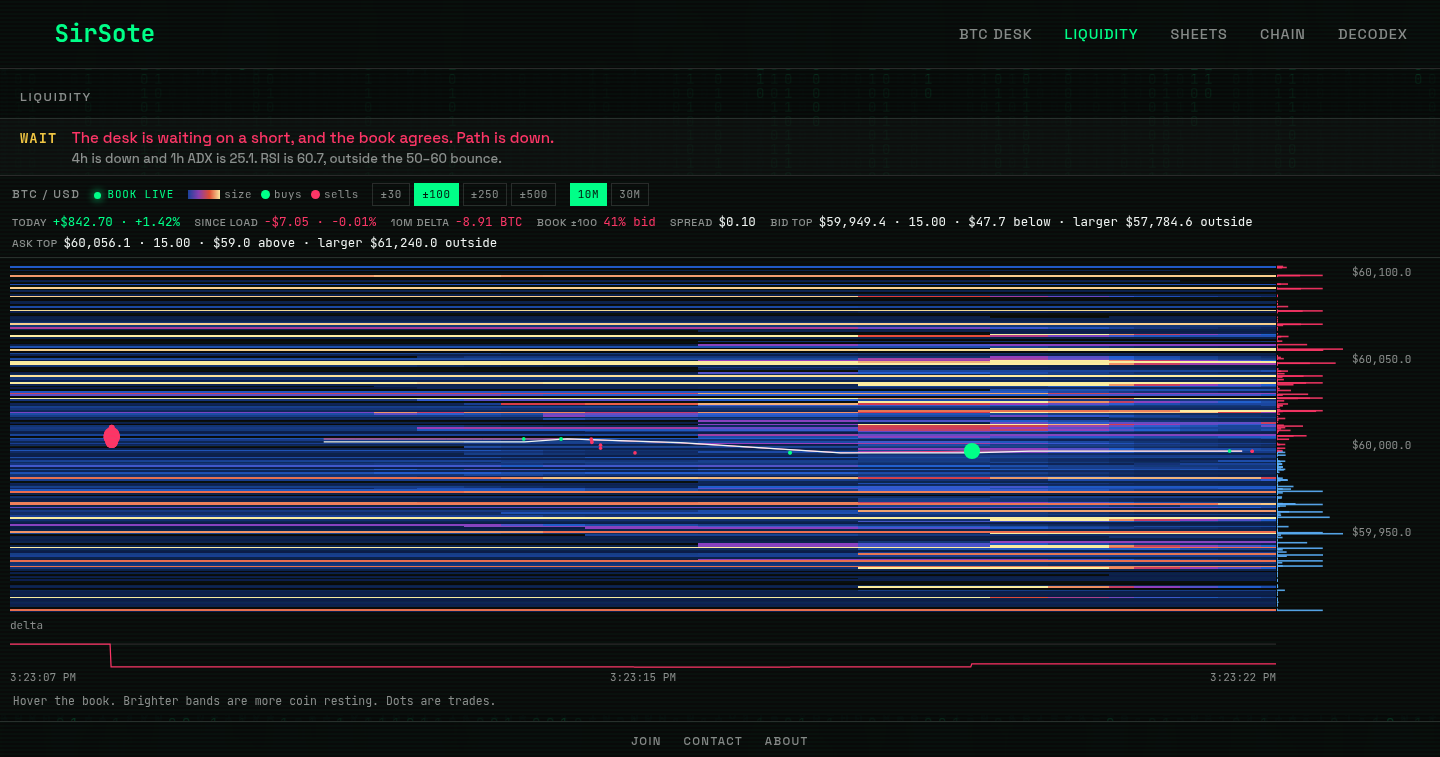 SirSote
BTC DESK LIQUIDITY SHEETS CHAIN DECODEX
LIQUIDITY
WAIT The desk is waiting on a short, and the book agrees. Path is down.
4h is down and 1h ADX is 25.1. RSI is 60.7, outside the 50–60 bounce.
BTC / USD BOOK LIVE size buys sells ±30 ±100 ±250 ±500 10M 30M
TODAY +$842.70 · +1.42% SINCE LOAD -$7.05 · -0.01% 10M DELTA -8.91 BTC BOOK ±100 41% bid SPREAD $0.10 BID TOP $59,949.4 · 15.00 · $47.7 below · larger $57,784.6 outside
ASK TOP $60,056.1 · 15.00 · $59.0 above · larger $61,240.0 outside
$60,100.0
$60,050.0
$60,000.0
$59,950.0
delta
3:23:07 PM 3:23:15 PM 3:23:22 PM
Hover the book. Brighter bands are more coin resting. Dots are trades.
JOIN CONTACT ABOUT